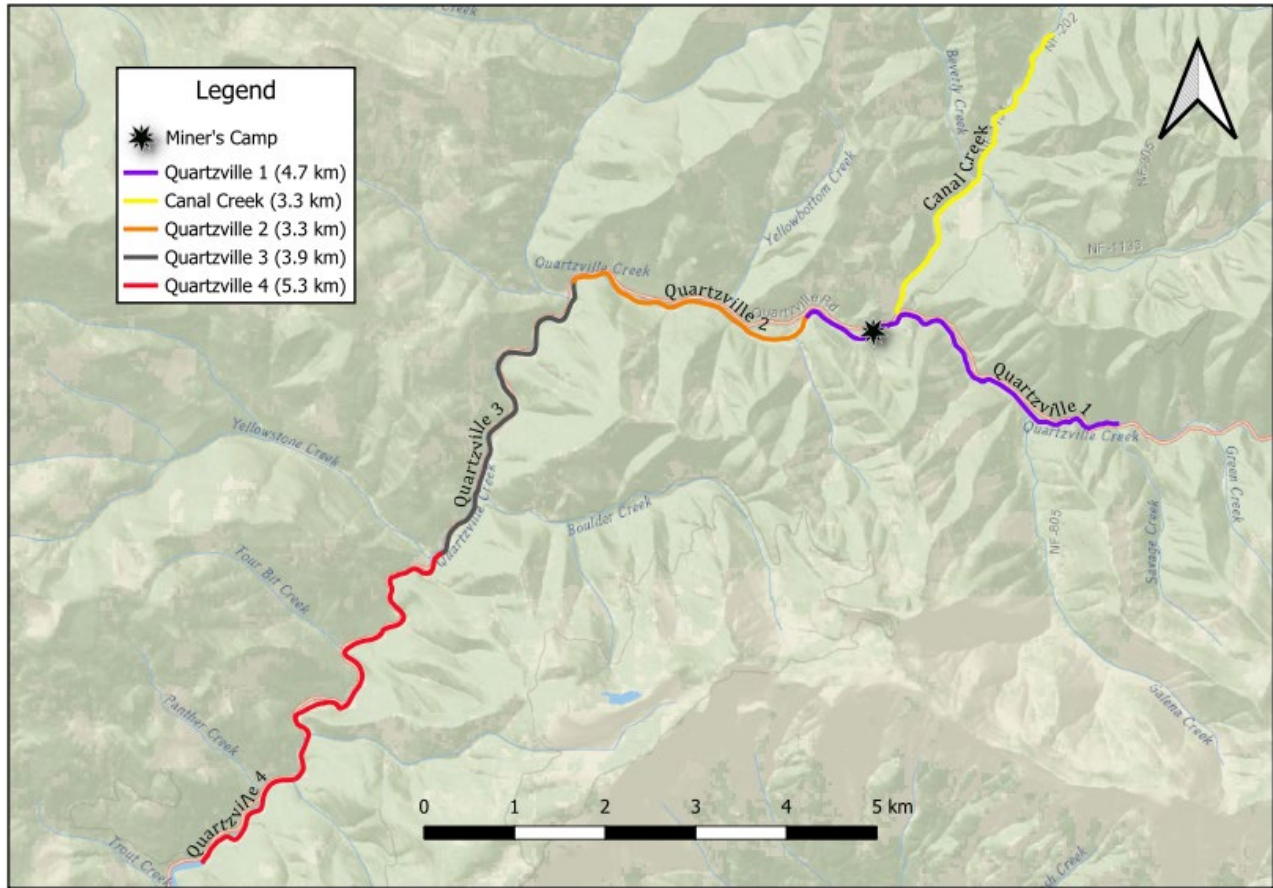 Legend
Miner's Camp
Quartzville 1 (4.7 km)
Canal Creek (3.3 km)
Quartzville 2 (3.3 km)
Quartzville 3 (3.9 km)
Quartzville 4 (5.3 km)
Creek
NF-202
Beverly Creek
Canal Creek
Yellowbottom Creek
NF-1133
Quartzville Creek
Quartzville 2
Quartzville Rd
Quartzville 1
Quartzville Creek
Quartzville 3
Yellowstone Creek
Quartzville Creek
Boulder Creek
Green Creek
Savage Creek
NF-805
Four Bit Creek
Galena Creek
Panther Creek
Quartzville 4
Trout Creek
0 1 2 3 4 5 km
Creek